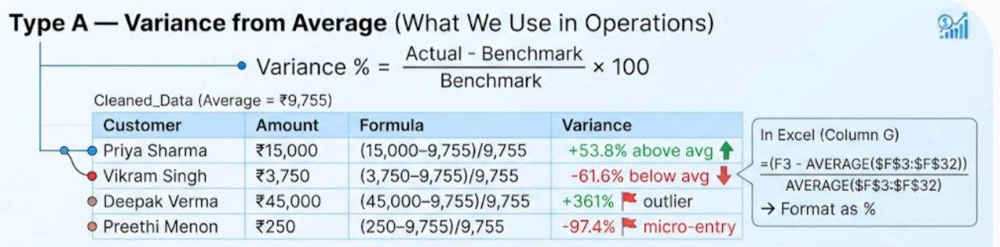 Type A — Variance from Average (What We Use in Operations)
Variance % = Actual - Benchmark / Benchmark × 100
Cleaned_Data (Average = ₹9,755)
Customer Amount Formula Variance
Priya Sharma ₹15,000 (15,000–9,755)/9,755 +53.8% above avg
Vikram Singh ₹3,750 (3,750–9,755)/9,755 -61.6% below avg
Deepak Verma ₹45,000 (45,000–9,755)/9,755 +361% outlier
Preethi Menon ₹250 (250–9,755)/9,755 -97.4% micro-entry
In Excel (Column G)
=(F3 - AVERAGE($F$3:$F$32))
AVERAGE($F$3:$F$32)
→ Format as %